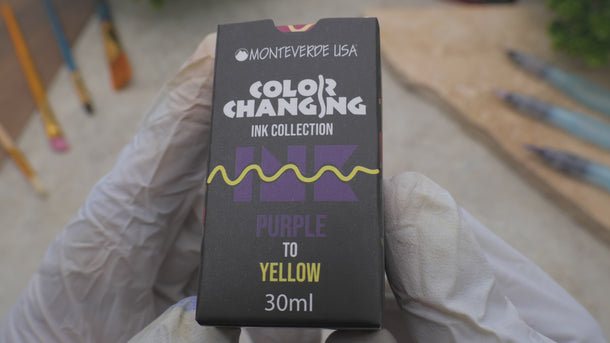 MONTEVERDE USA
COLOR
CHANGING
INK COLLECTION
INK
PURPLE
TO
YELLOW
30ml